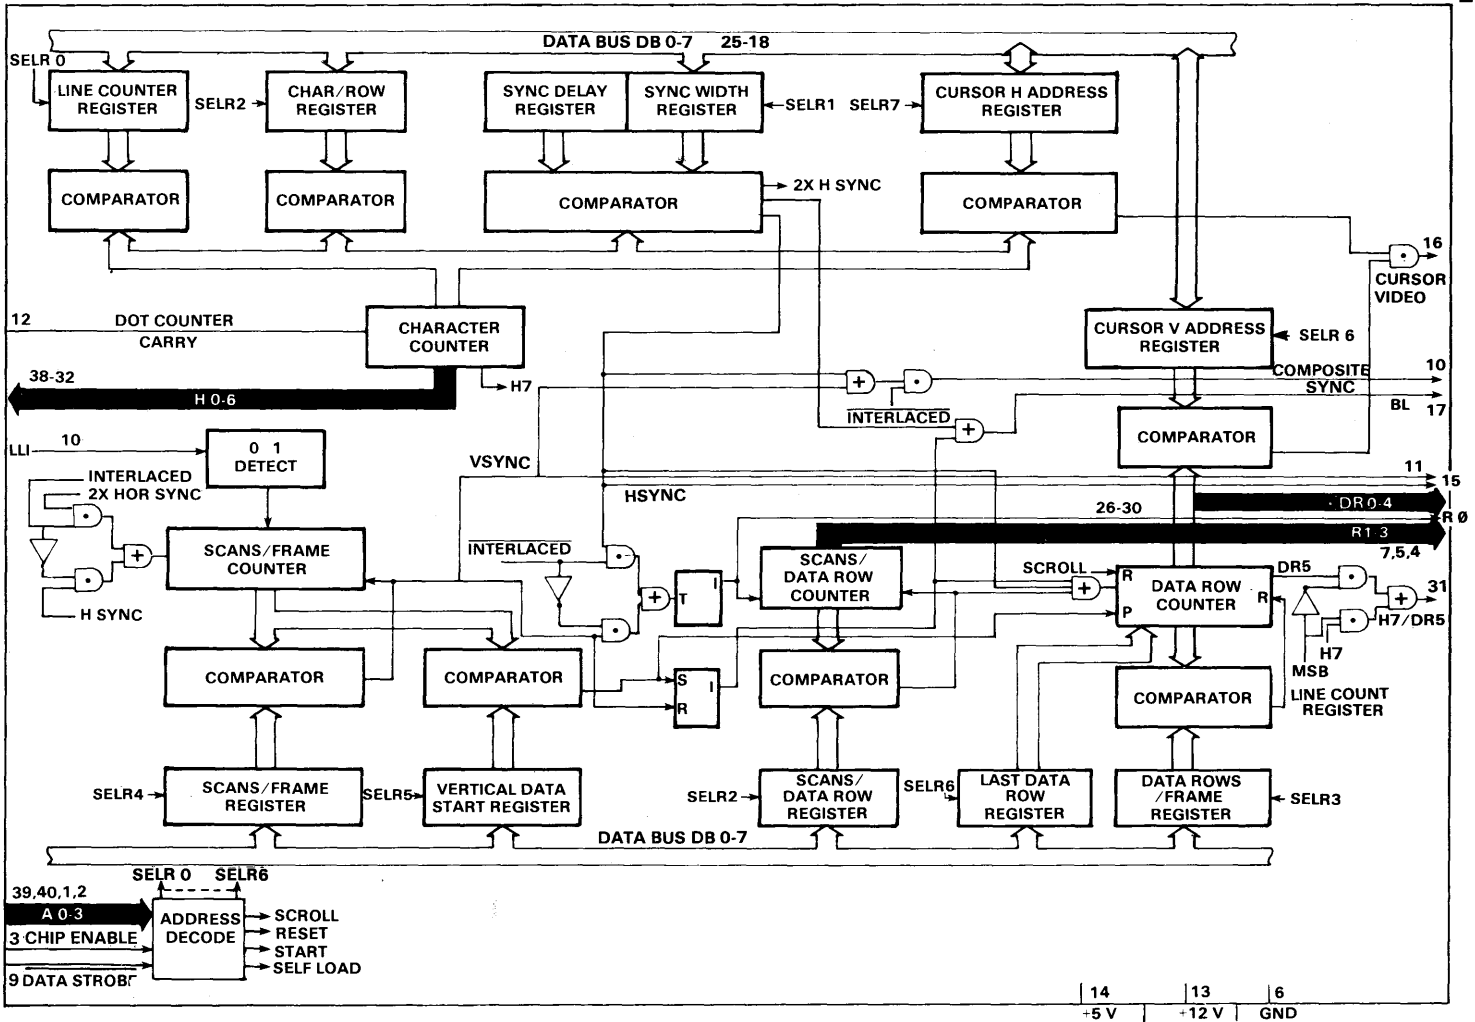 DATA BUS DB 0-7 25-18
SELR 0
LINE COUNTER
REGISTER
SELR2
CHAR/ROW
REGISTER
SYNC DELAY
REGISTER
SYNC WIDTH
REGISTER
SELR1
SELR7
CURSOR H ADDRESS
REGISTER
COMPARATOR
COMPARATOR
COMPARATOR
2X H SYNC
COMPARATOR
16
CURSOR
VIDEO
12
DOT COUNTER
CARRY
CHARACTER
COUNTER
CURSOR V ADDRESS
REGISTER
SELR 6
38-32
H 0-6
H7
+
•
INTERLACED
COMPOSITE
SYNC
10
BL
17
+
COMPARATOR
LLI
10
0 1
DETECT
VSYNC
11
15
HSYNC
INTERLACED
2X HOR SYNC
DR 0-4
26-30
R Ø
R1-3
7,5,4
SCANS/FRAME
COUNTER
+
H SYNC
INTERLACED
+
T
I
SCANS/
DATA ROW
COUNTER
SCROLL
+
R
P
DATA ROW
COUNTER
R
DR5
+
31
H7/DR5
H7
MSB
LINE COUNT
REGISTER
COMPARATOR
COMPARATOR
S
R
I
COMPARATOR
COMPARATOR
SELR4
SCANS/FRAME
REGISTER
SELR5
VERTICAL DATA
START REGISTER
SELR2
SCANS/
DATA ROW
REGISTER
SELR6
LAST DATA
ROW
REGISTER
DATA ROWS
/FRAME
REGISTER
SELR3
DATA BUS DB 0-7
SELR 0 SELR6
39,40,1,2
A 0-3
3 CHIP ENABLE
9 DATA STROBE
ADDRESS
DECODE
SCROLL
RESET
START
SELF LOAD
14 13 6
+5 V +12 V GND